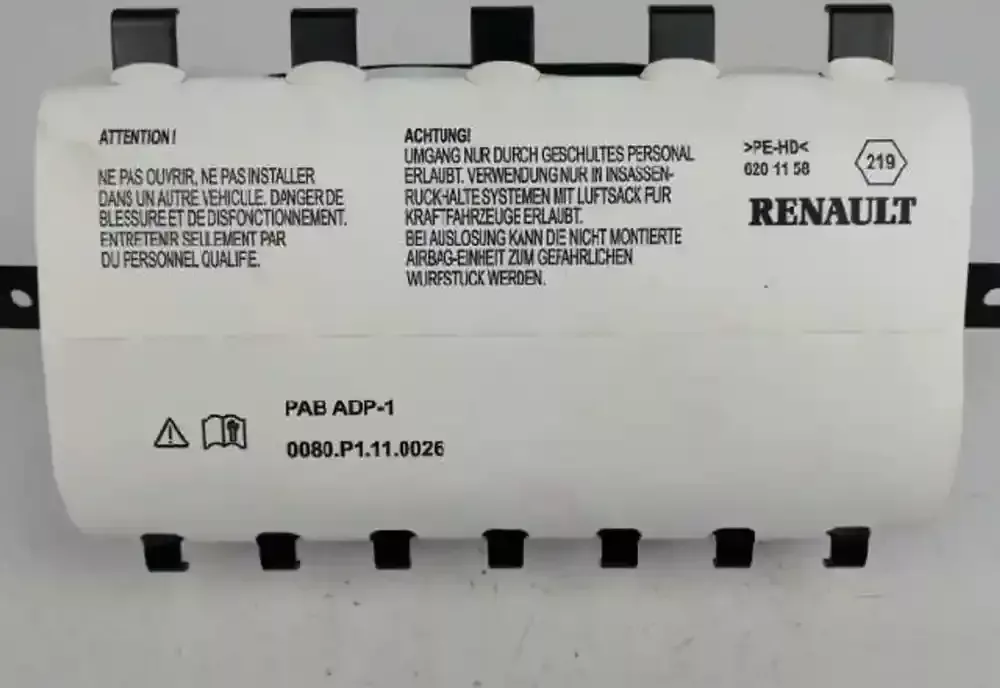 ATTENTION !
NE PAS OUVRIR, NE PAS INSTALLER
DANS UN AUTRE VEHICULE. DANGER DE
BLESSURE ET DE DISFONCTIONNEMENT.
ENTRETENIR SEULEMENT PAR
DU PERSONNEL QUALIFIE.
ACHTUNG!
UMGANG NUR DURCH GESCHULTES PERSONAL
ERLAUBT. VERWENDUNG NUR IN INSASSEN-
RUCK-HALTE SYSTEMEN MIT LUFTSACK FUR
KRAFTFAHRZEUGE ERLAUBT.
BEI AUSLOSUNG KANN DIE NICHT MONTIERTE
AIRBAG-EINHEIT ZUM GEFAHRLICHEN
WURFSTUCK WERDEN.
>PE-HD<
620 11 58
219
RENAULT
PAB ADP-1
0080.P1.11.0026